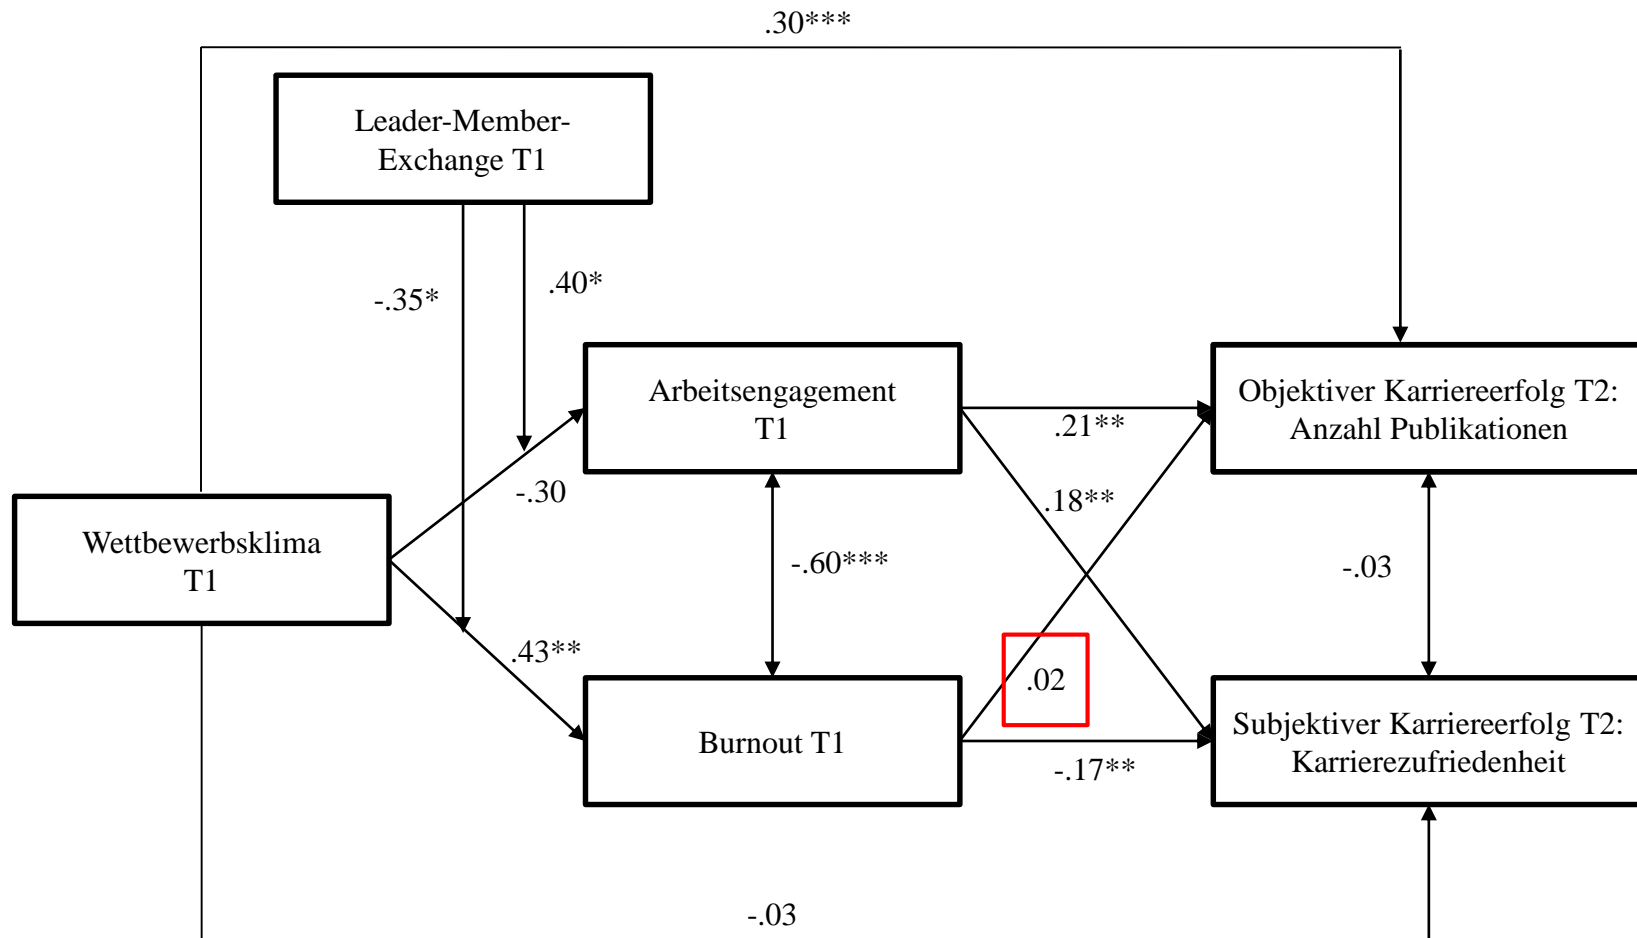 .30***
Leader-Member-
Exchange T1
-.35*
.40*
Arbeitsengagement
T1
Objektiver Karriereerfolg T2:
Anzahl Publikationen
.21**
-.30
.18**
Wettbewerbsklima
T1
-.60***
-.03
.43**
.02
Burnout T1
Subjektiver Karriereerfolg T2:
Karrierezufriedenheit
-.17**
-.03